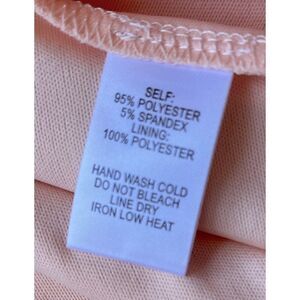 SELF:
95% POLYESTER
5% SPANDEX
LINING:
100% POLYESTER
HAND WASH COLD
DO NOT BLEACH
LINE DRY
IRON LOW HEAT